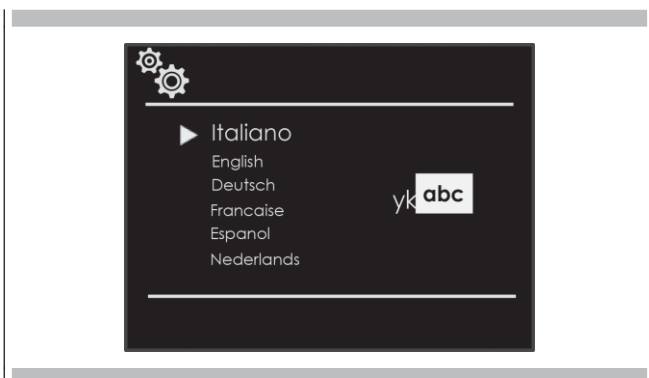 Italiano
English
Deutsch
Francaise
Espanol
Nederlands
yk abc